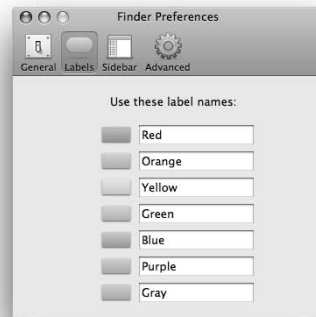 Finder Preferences
General Labels Sidebar Advanced
Use these label names:
Red
Orange
Yellow
Green
Blue
Purple
Gray